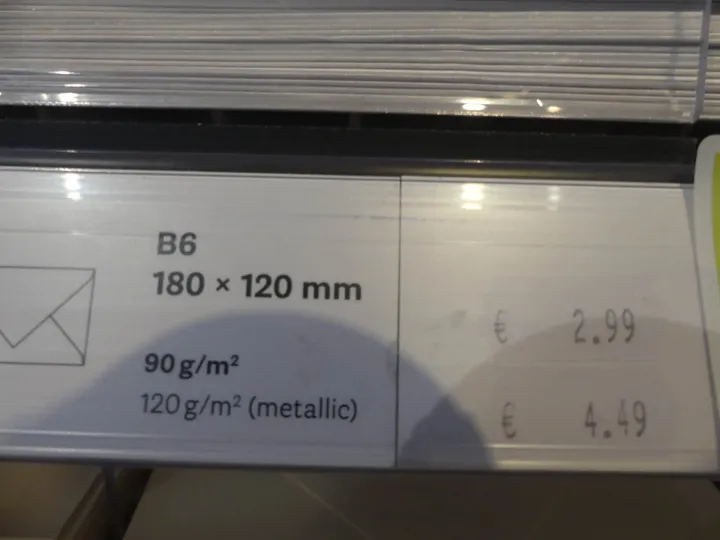 B6
180 × 120 mm
90 g/m² € 2.99
120 g/m² (metallic) € 4.49